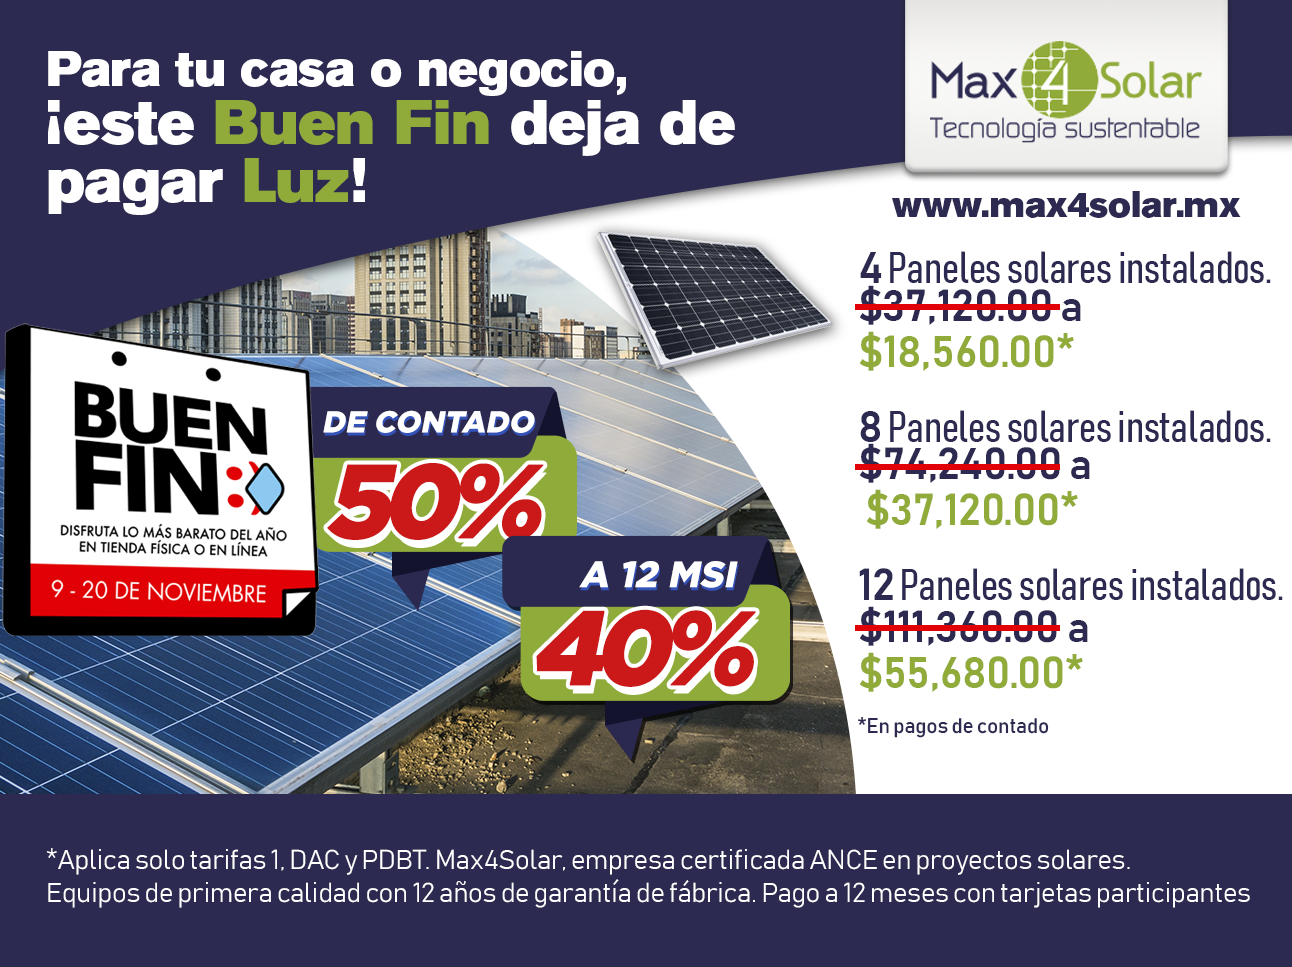 Para tu casa o negocio,
¡este Buen Fin deja de
pagar Luz!
Max4Solar
Tecnología sustentable
www.max4solar.mx
4 Paneles solares instalados.
$37,120.00 a
$18,560.00*
8 Paneles solares instalados.
$74,240.00 a
$37,120.00*
12 Paneles solares instalados.
$111,360.00 a
$55,680.00*
*En pagos de contado
BUEN
FIN:)
DISFRUTA LO MÁS BARATO DEL AÑO
EN TIENDA FÍSICA O EN LÍNEA
9 - 20 DE NOVIEMBRE
DE CONTADO
50%
A 12 MSI
40%
*Aplica solo tarifas 1, DAC y PDBT. Max4Solar, empresa certificada ANCE en proyectos solares.
Equipos de primera calidad con 12 años de garantía de fábrica. Pago a 12 meses con tarjetas participantes